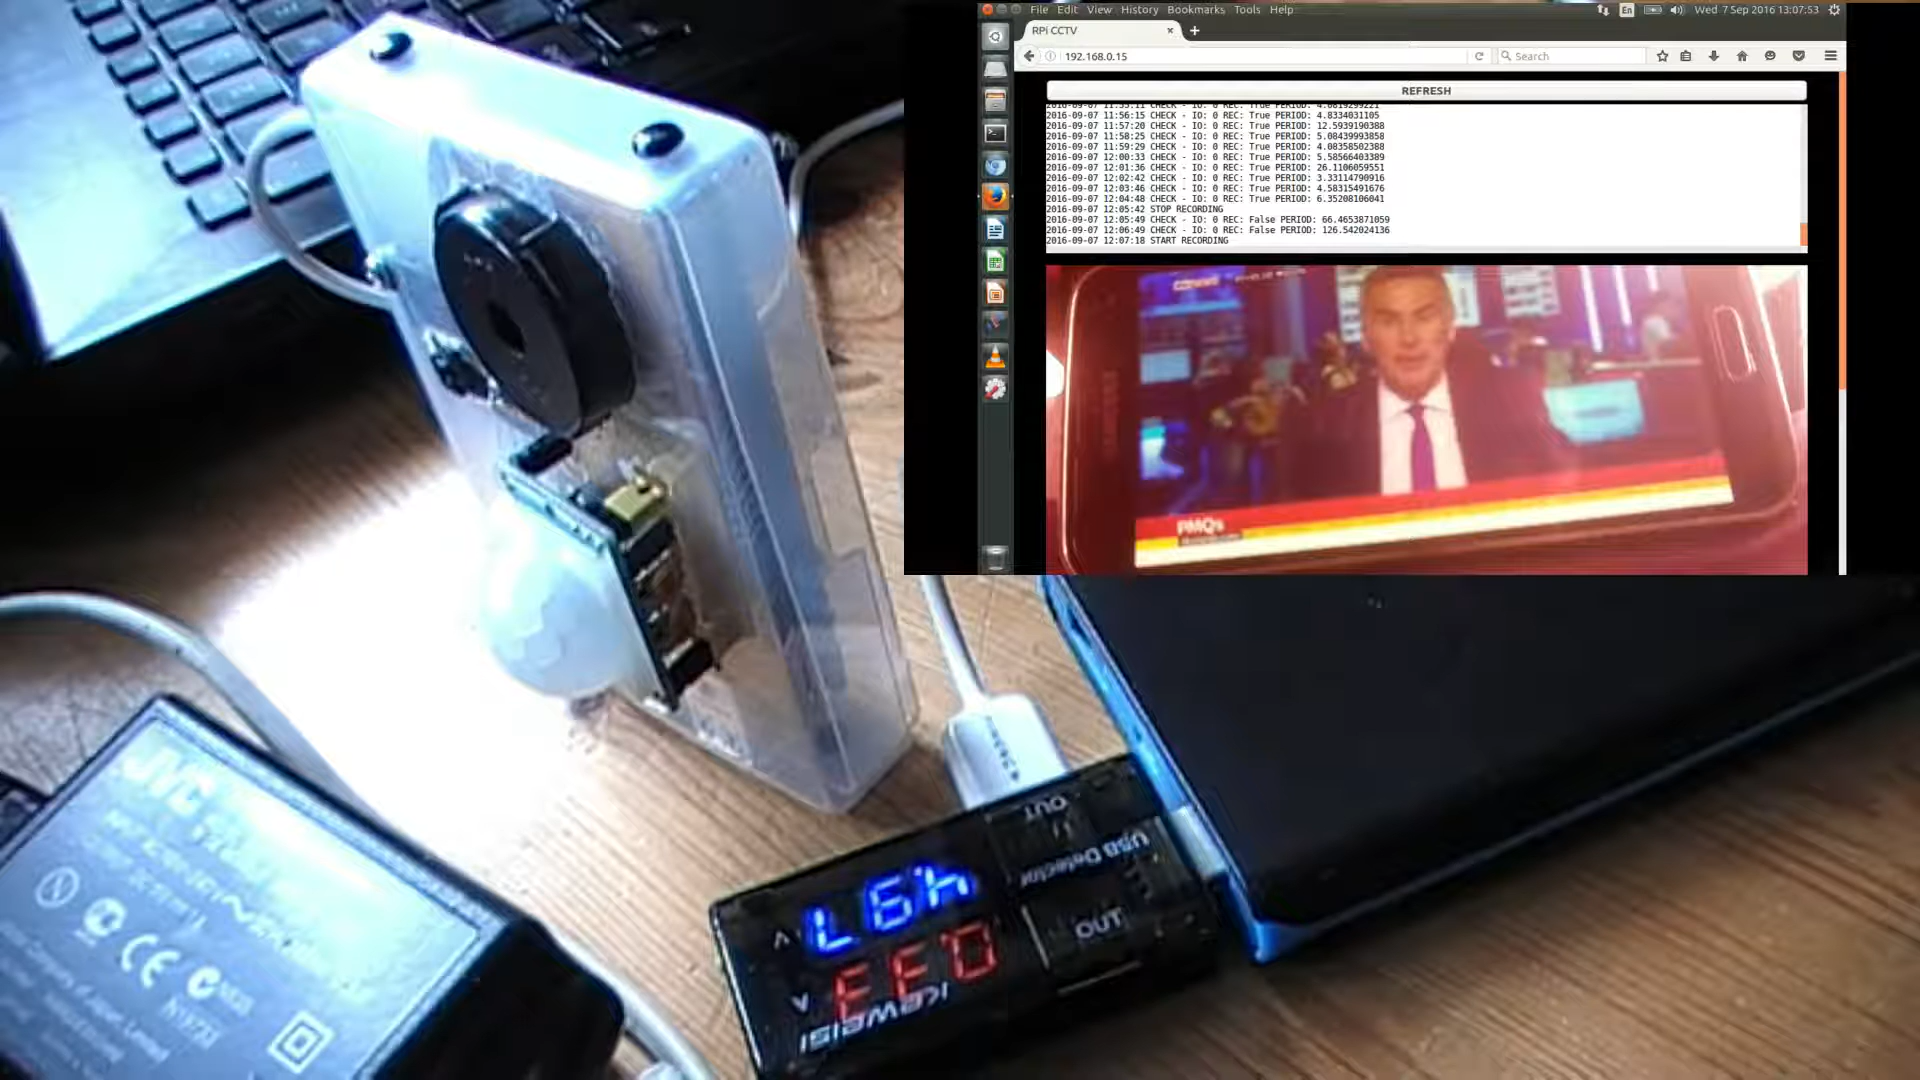 File Edit View History Bookmarks Tools Help
En
Wed 7 Sep 2016 13:07:53
RPi CCTV
192.168.0.15
Search
REFRESH
2016-09-07 11:56:15 CHECK - IO: 0 REC: True PERIOD: 4.8334031105
2016-09-07 11:57:20 CHECK - IO: 0 REC: True PERIOD: 12.5939190388
2016-09-07 11:58:25 CHECK - IO: 0 REC: True PERIOD: 5.08439993858
2016-09-07 11:59:29 CHECK - IO: 0 REC: True PERIOD: 4.08358502388
2016-09-07 12:00:33 CHECK - IO: 0 REC: True PERIOD: 5.58566403389
2016-09-07 12:01:36 CHECK - IO: 0 REC: True PERIOD: 26.1106059551
2016-09-07 12:02:42 CHECK - IO: 0 REC: True PERIOD: 3.33114790916
2016-09-07 12:03:46 CHECK - IO: 0 REC: True PERIOD: 4.58315491676
2016-09-07 12:04:48 CHECK - IO: 0 REC: True PERIOD: 6.35208106041
2016-09-07 12:05:42 STOP RECORDING
2016-09-07 12:05:49 CHECK - IO: 0 REC: False PERIOD: 66.4653871059
2016-09-07 12:06:49 CHECK - IO: 0 REC: False PERIOD: 126.542024136
2016-09-07 12:07:18 START RECORDING
PMQs
JVC
CE
N
OUT
USB Detector
OUT
4.97 V
0.33 A
KEWEISI